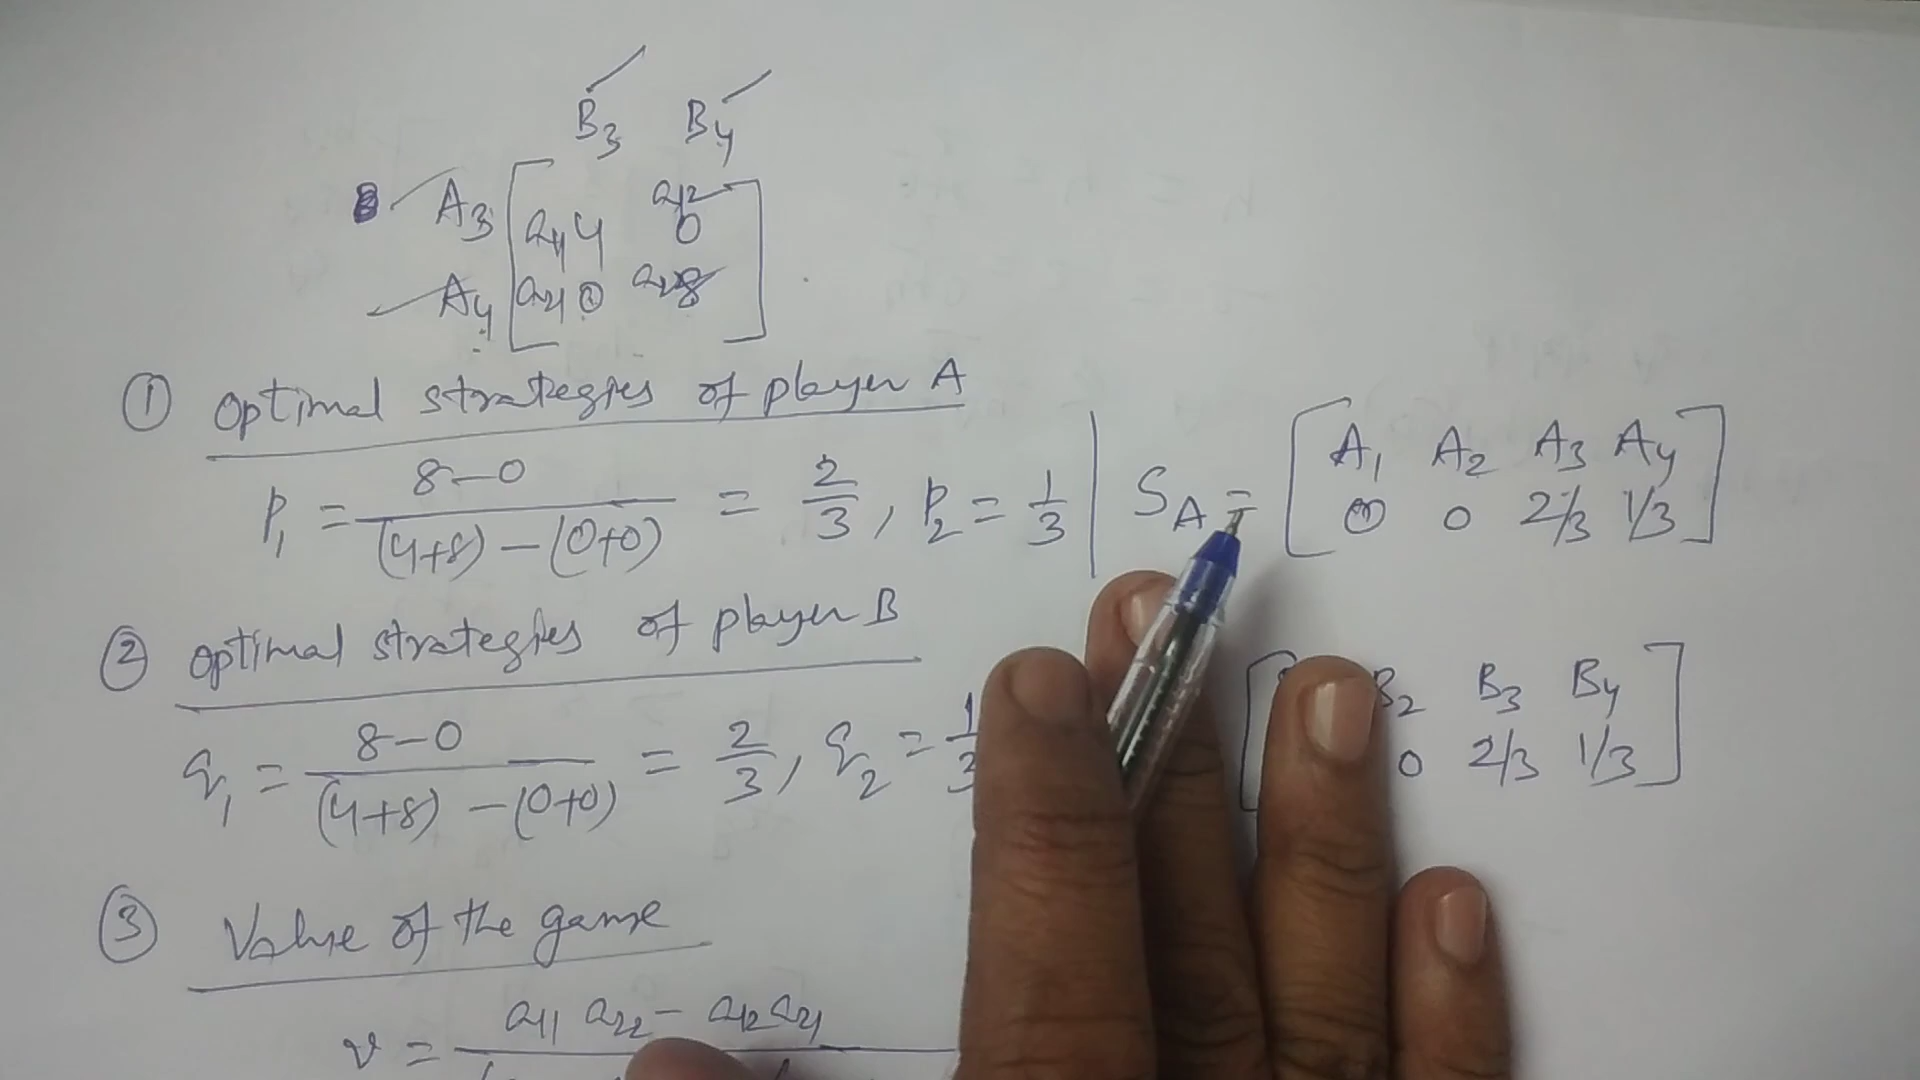 B3 B4
A3 a11 4 a12 0
A4 a21 0 a22 8
① Optimal strategies of player A
P1 = 8-0 / (4+8) - (0+0) = 2/3, P2 = 1/3
SA = [A1 A2 A3 A4
0 0 2/3 1/3]
② Optimal strategies of player B
q1 = 8-0 / (4+8) - (0+0) = 2/3, q2 = 1/3
B2 B3 B4
0 2/3 1/3]
③ Value of the game
v = a11 a22 - a12 a21